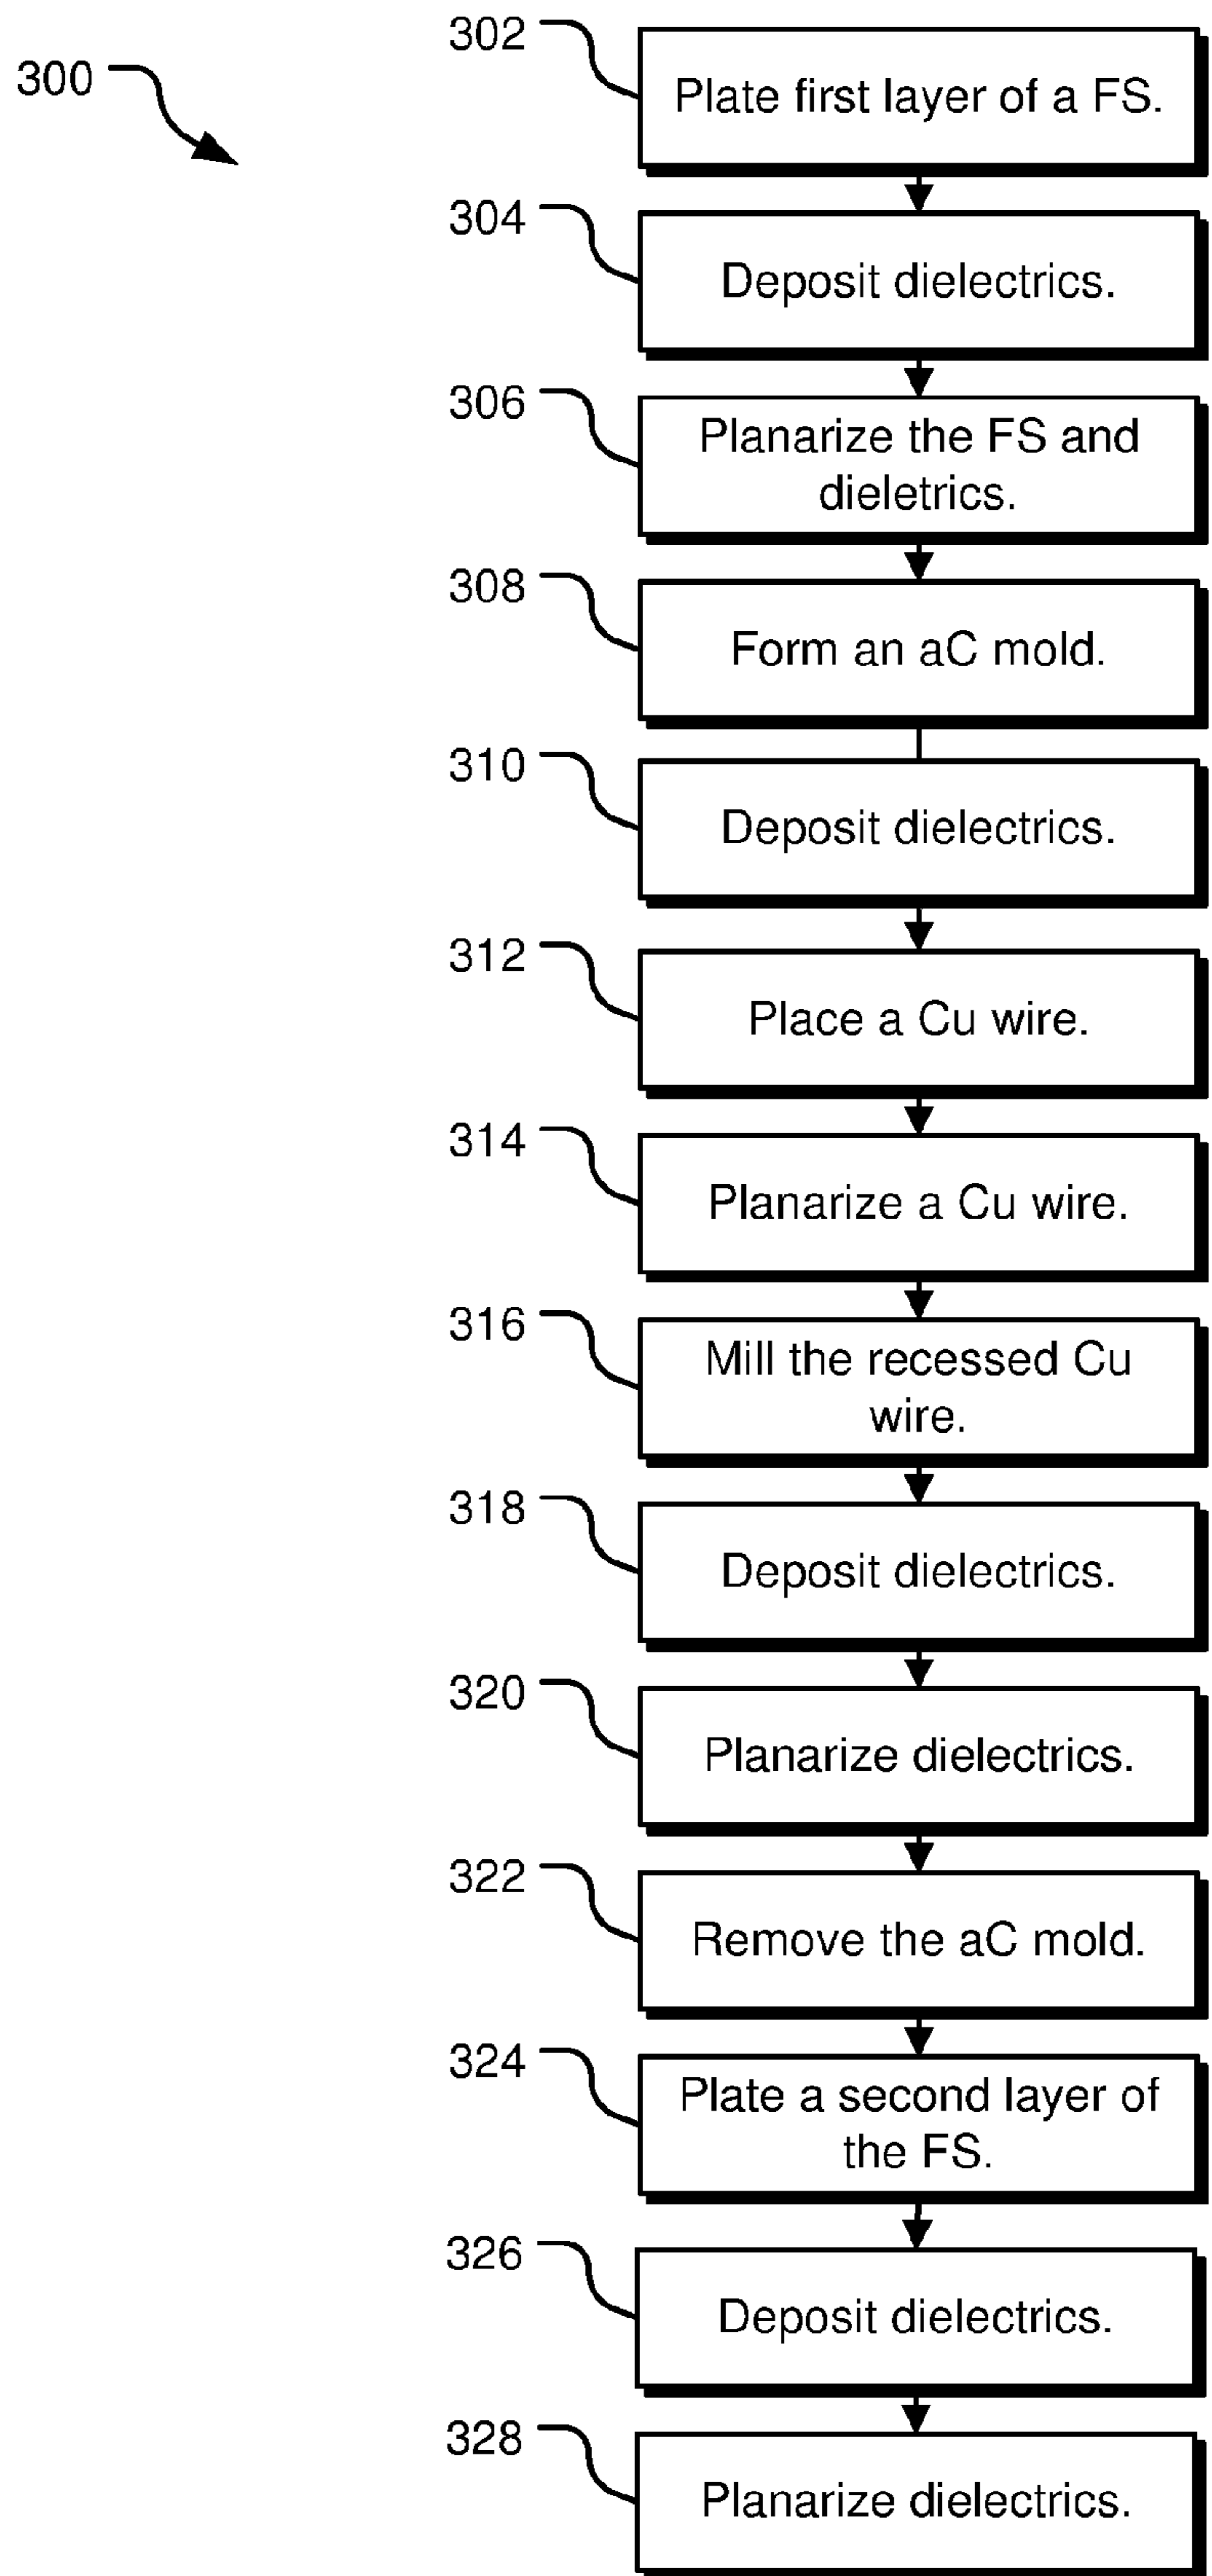 300
302
Plate first layer of a FS.
304
Deposit dielectrics.
306
Planarize the FS and
dieletrics.
308
Form an aC mold.
310
Deposit dielectrics.
312
Place a Cu wire.
314
Planarize a Cu wire.
316
Mill the recessed Cu
wire.
318
Deposit dielectrics.
320
Planarize dielectrics.
322
Remove the aC mold.
324
Plate a second layer of
the FS.
326
Deposit dielectrics.
328
Planarize dielectrics.